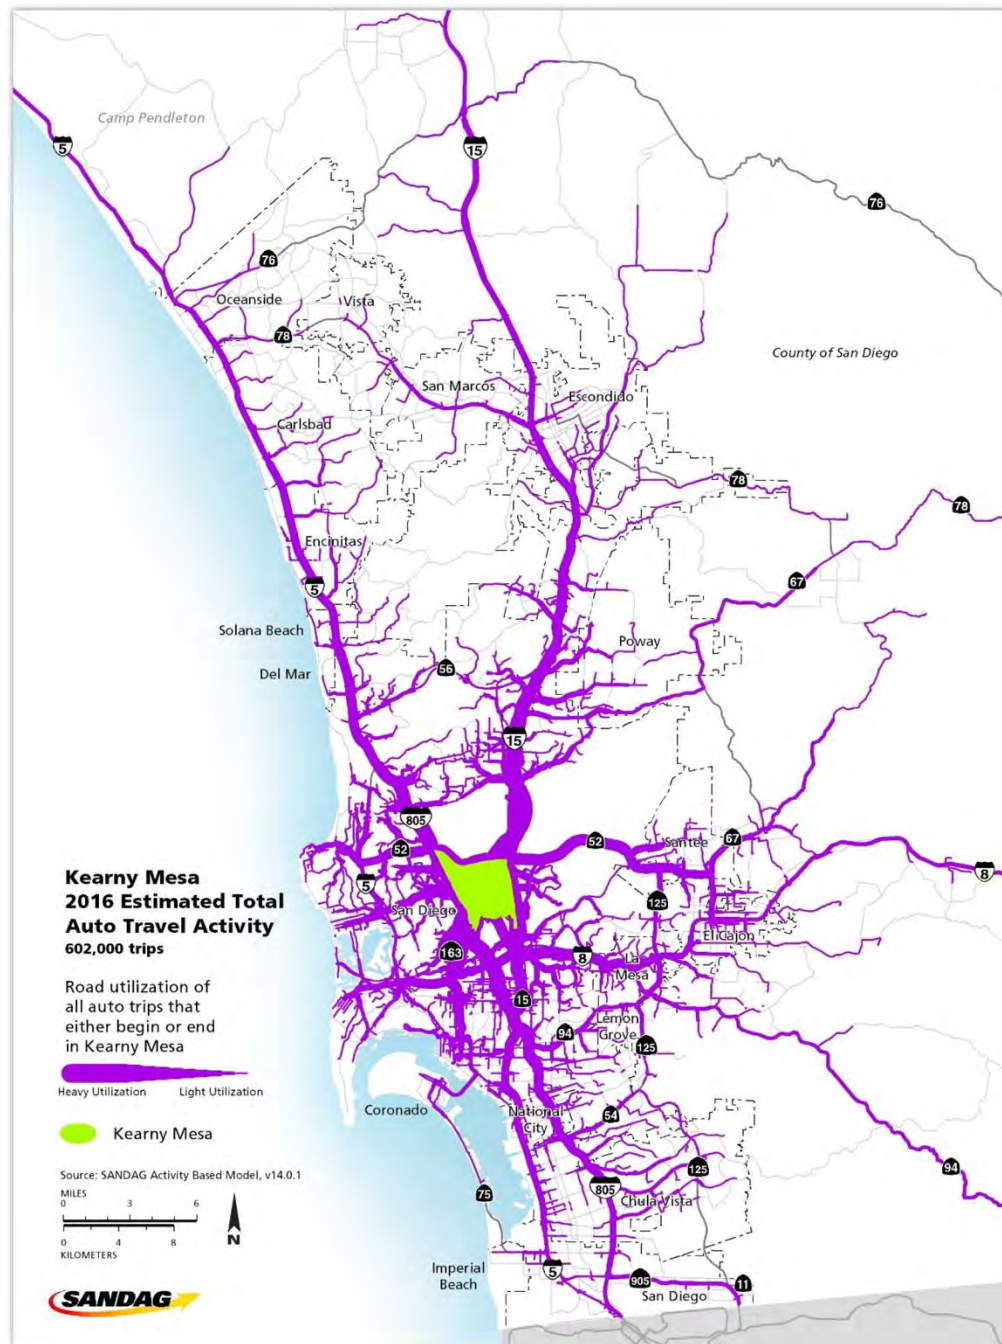 Camp Pendleton
5
15
76
76
Oceanside
Vista
78
County of San Diego
San Marcos
Escondido
Carlsbad
78
78
Encinitas
5
67
Solana Beach
Poway
Del Mar
56
15
805
52
52
Santee
67
5
8
125
San Diego
El Cajon
163
8
La
Mesa
15
94
Lemon
Grove
125
Coronado
National
City
54
125
94
75
805
Chula Vista
Imperial
Beach
5
905
11
San Diego
Kearny Mesa
2016 Estimated Total
Auto Travel Activity
602,000 trips
Road utilization of
all auto trips that
either begin or end
in Kearny Mesa
Heavy Utilization Light Utilization
Kearny Mesa
Source: SANDAG Activity Based Model, v14.0.1
MILES
0 3 6
0 4 8
KILOMETERS
N
SANDAG